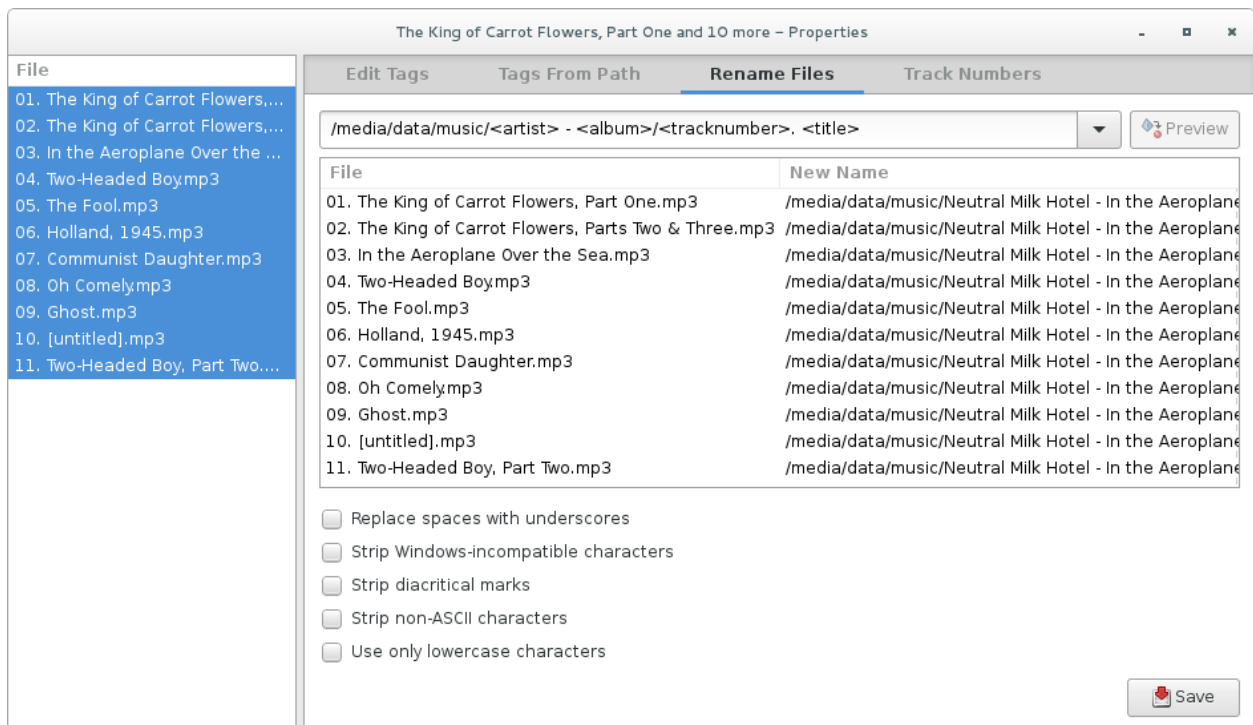 The King of Carrot Flowers, Part One and 10 more – Properties
File
01. The King of Carrot Flowers,...
02. The King of Carrot Flowers,...
03. In the Aeroplane Over the ...
04. Two-Headed Boy.mp3
05. The Fool.mp3
06. Holland, 1945.mp3
07. Communist Daughter.mp3
08. Oh Comely.mp3
09. Ghost.mp3
10. [untitled].mp3
11. Two-Headed Boy, Part Two....
Edit Tags Tags From Path Rename Files Track Numbers
/media/data/music/<artist> - <album>/<tracknumber>. <title> Preview
File New Name
01. The King of Carrot Flowers, Part One.mp3 /media/data/music/Neutral Milk Hotel - In the Aeroplane
02. The King of Carrot Flowers, Parts Two & Three.mp3 /media/data/music/Neutral Milk Hotel - In the Aeroplane
03. In the Aeroplane Over the Sea.mp3 /media/data/music/Neutral Milk Hotel - In the Aeroplane
04. Two-Headed Boy.mp3 /media/data/music/Neutral Milk Hotel - In the Aeroplane
05. The Fool.mp3 /media/data/music/Neutral Milk Hotel - In the Aeroplane
06. Holland, 1945.mp3 /media/data/music/Neutral Milk Hotel - In the Aeroplane
07. Communist Daughter.mp3 /media/data/music/Neutral Milk Hotel - In the Aeroplane
08. Oh Comely.mp3 /media/data/music/Neutral Milk Hotel - In the Aeroplane
09. Ghost.mp3 /media/data/music/Neutral Milk Hotel - In the Aeroplane
10. [untitled].mp3 /media/data/music/Neutral Milk Hotel - In the Aeroplane
11. Two-Headed Boy, Part Two.mp3 /media/data/music/Neutral Milk Hotel - In the Aeroplane
Replace spaces with underscores
Strip Windows-incompatible characters
Strip diacritical marks
Strip non-ASCII characters
Use only lowercase characters
Save